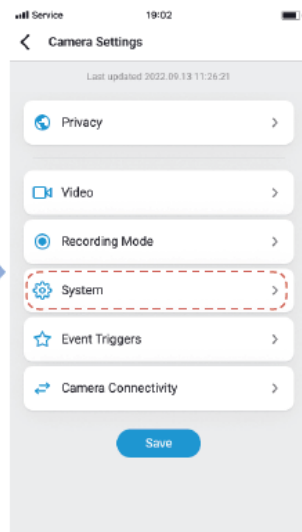 Service 19:02
Camera Settings
Last updated 2022.09.13 11:26:21
Privacy
Video
Recording Mode
System
Event Triggers
Camera Connectivity
Save